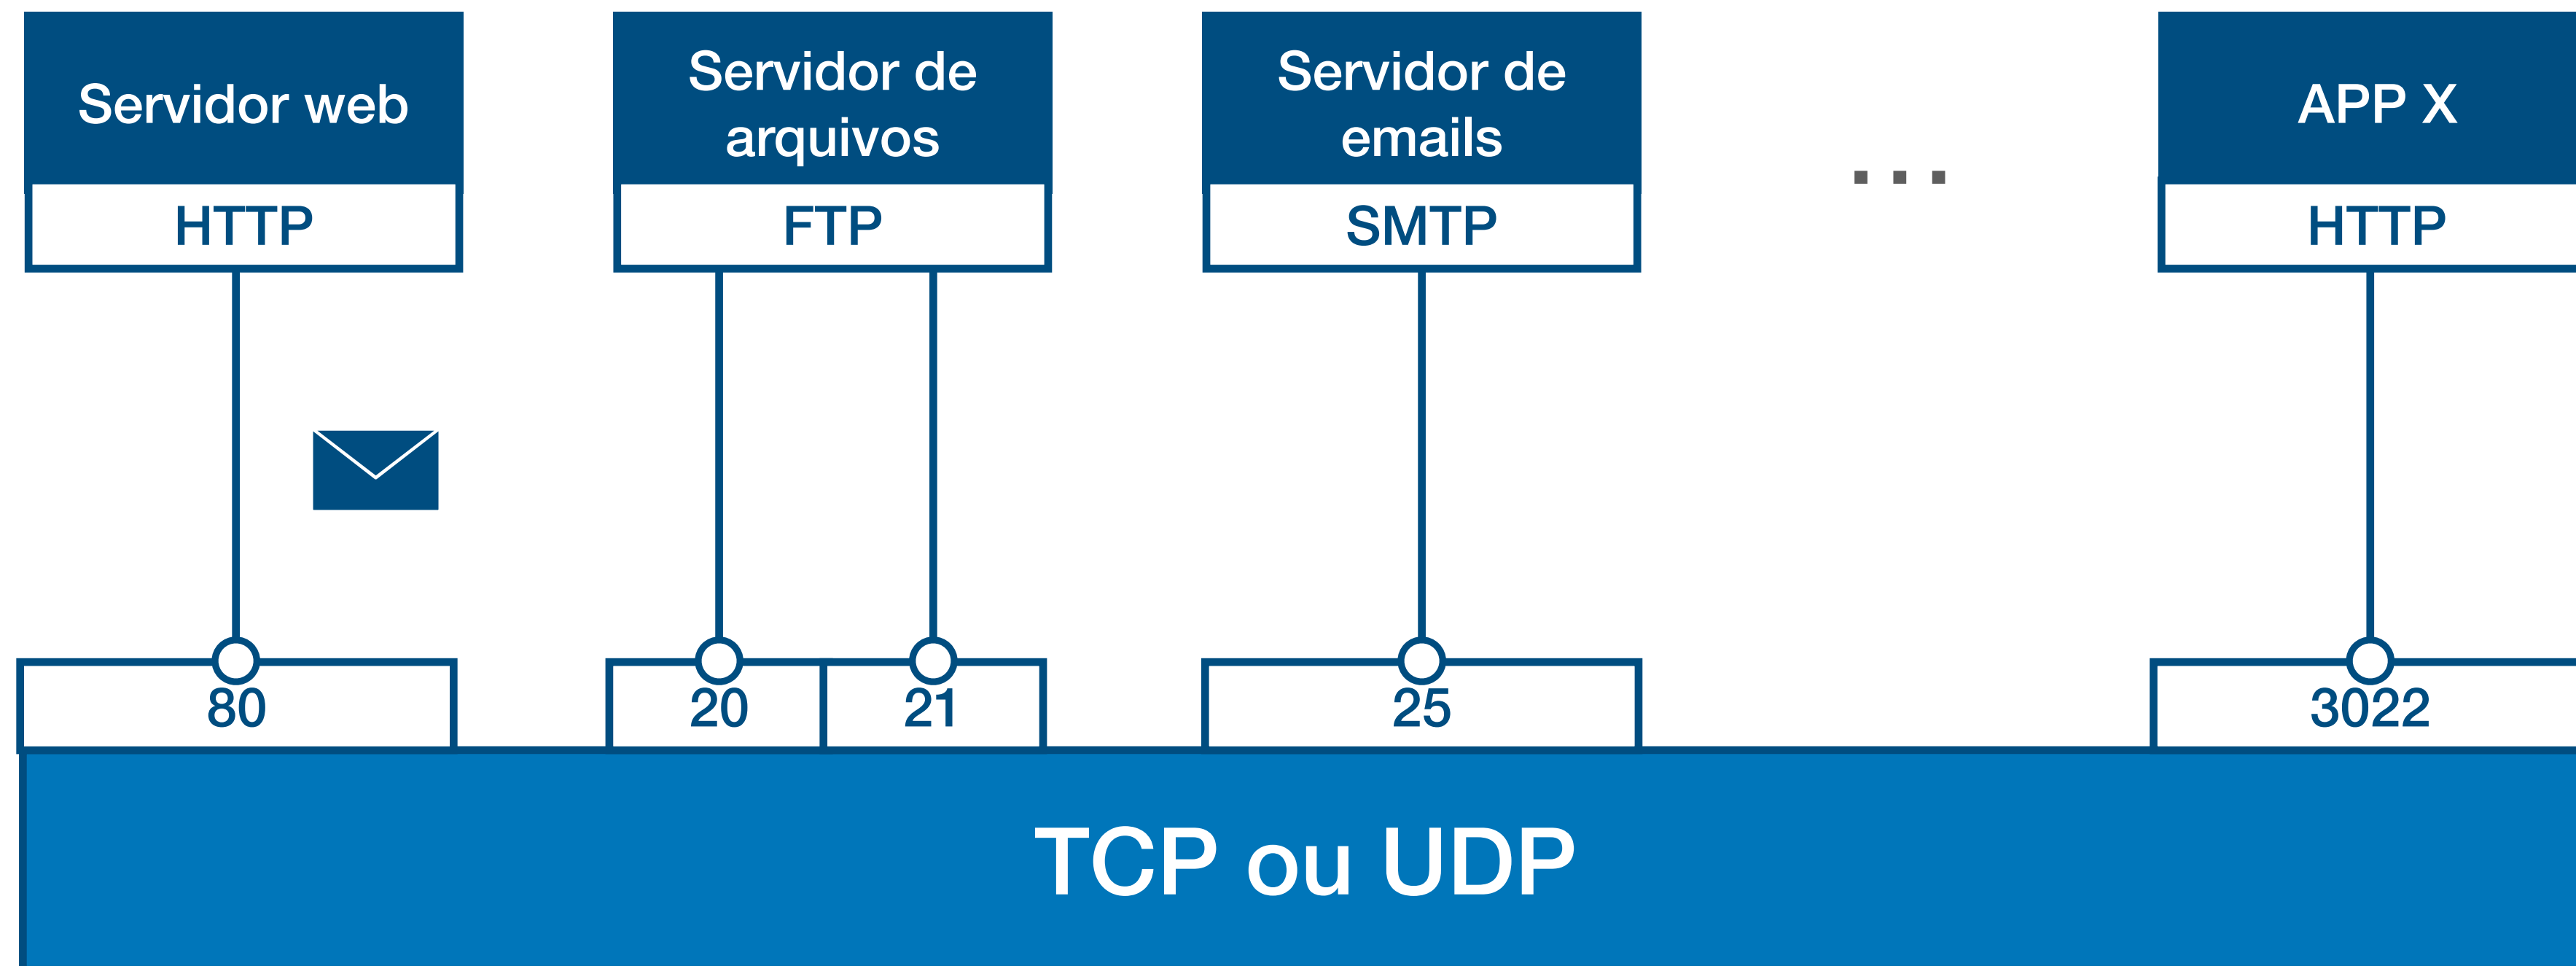 Servidor web
HTTP
Servidor de
arquivos
FTP
Servidor de
emails
SMTP
...
APP X
HTTP
80
20
21
25
3022
TCP ou UDP